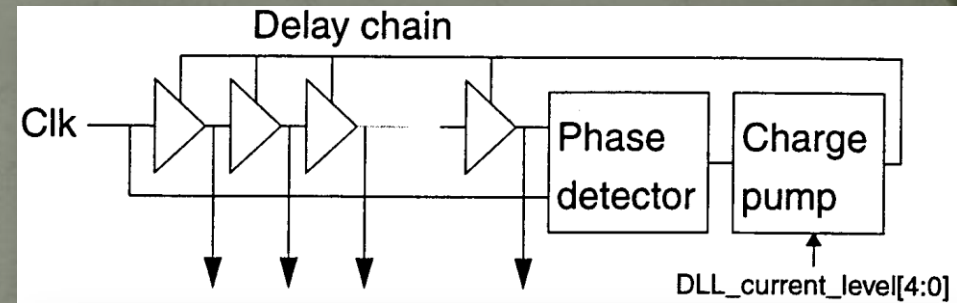 Delay chain
Clk
Phase
detector
Charge
pump
DLL_current_level[4:0]